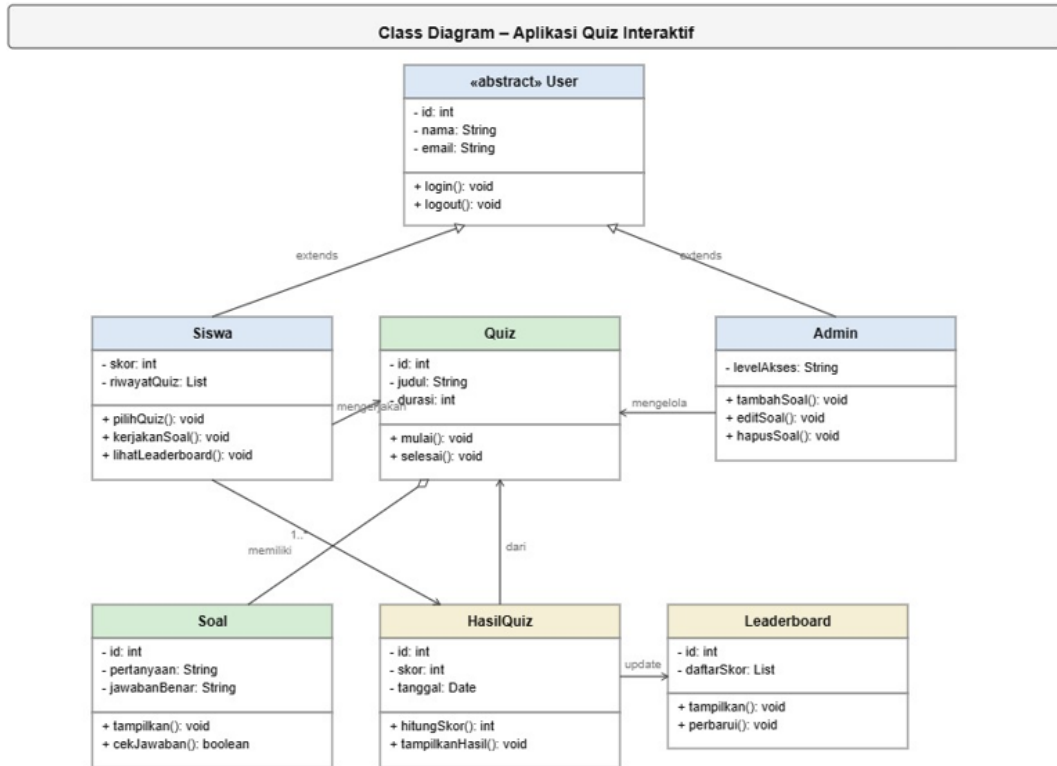 Class Diagram – Aplikasi Quiz Interaktif
«abstract» User
- id: int
- nama: String
- email: String
+ login(): void
+ logout(): void
extends
extends
Siswa
- skor: int
- riwayatQuiz: List
+ pilihQuiz(): void
+ kerjakanSoal(): void
+ lihatLeaderboard(): void
mengerjakan
Quiz
- id: int
- judul: String
- durasi: int
+ mulai(): void
+ selesai(): void
mengelola
Admin
- levelAkses: String
+ tambahSoal(): void
+ editSoal(): void
+ hapusSoal(): void
1..*
memiliki
dari
Soal
- id: int
- pertanyaan: String
- jawabanBenar: String
+ tampilkan(): void
+ cekJawaban(): boolean
HasilQuiz
- id: int
- skor: int
- tanggal: Date
+ hitungSkor(): int
+ tampilkanHasil(): void
update
Leaderboard
- id: int
- daftarSkor: List
+ tampilkan(): void
+ perbarui(): void